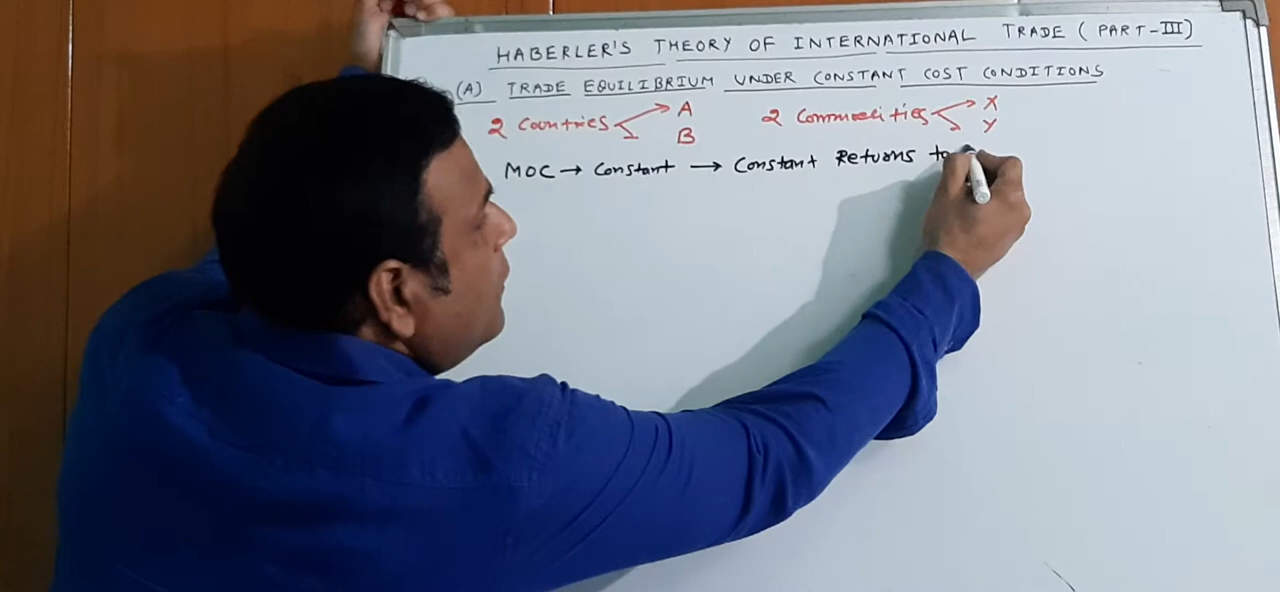 HABERLER'S THEORY OF INTERNATIONAL TRADE (PART-III)
(A) TRADE EQUILIBRIUM UNDER CONSTANT COST CONDITIONS
2 Countries A B 2 Commodities X Y
MOC → Constant → Constant Returns to